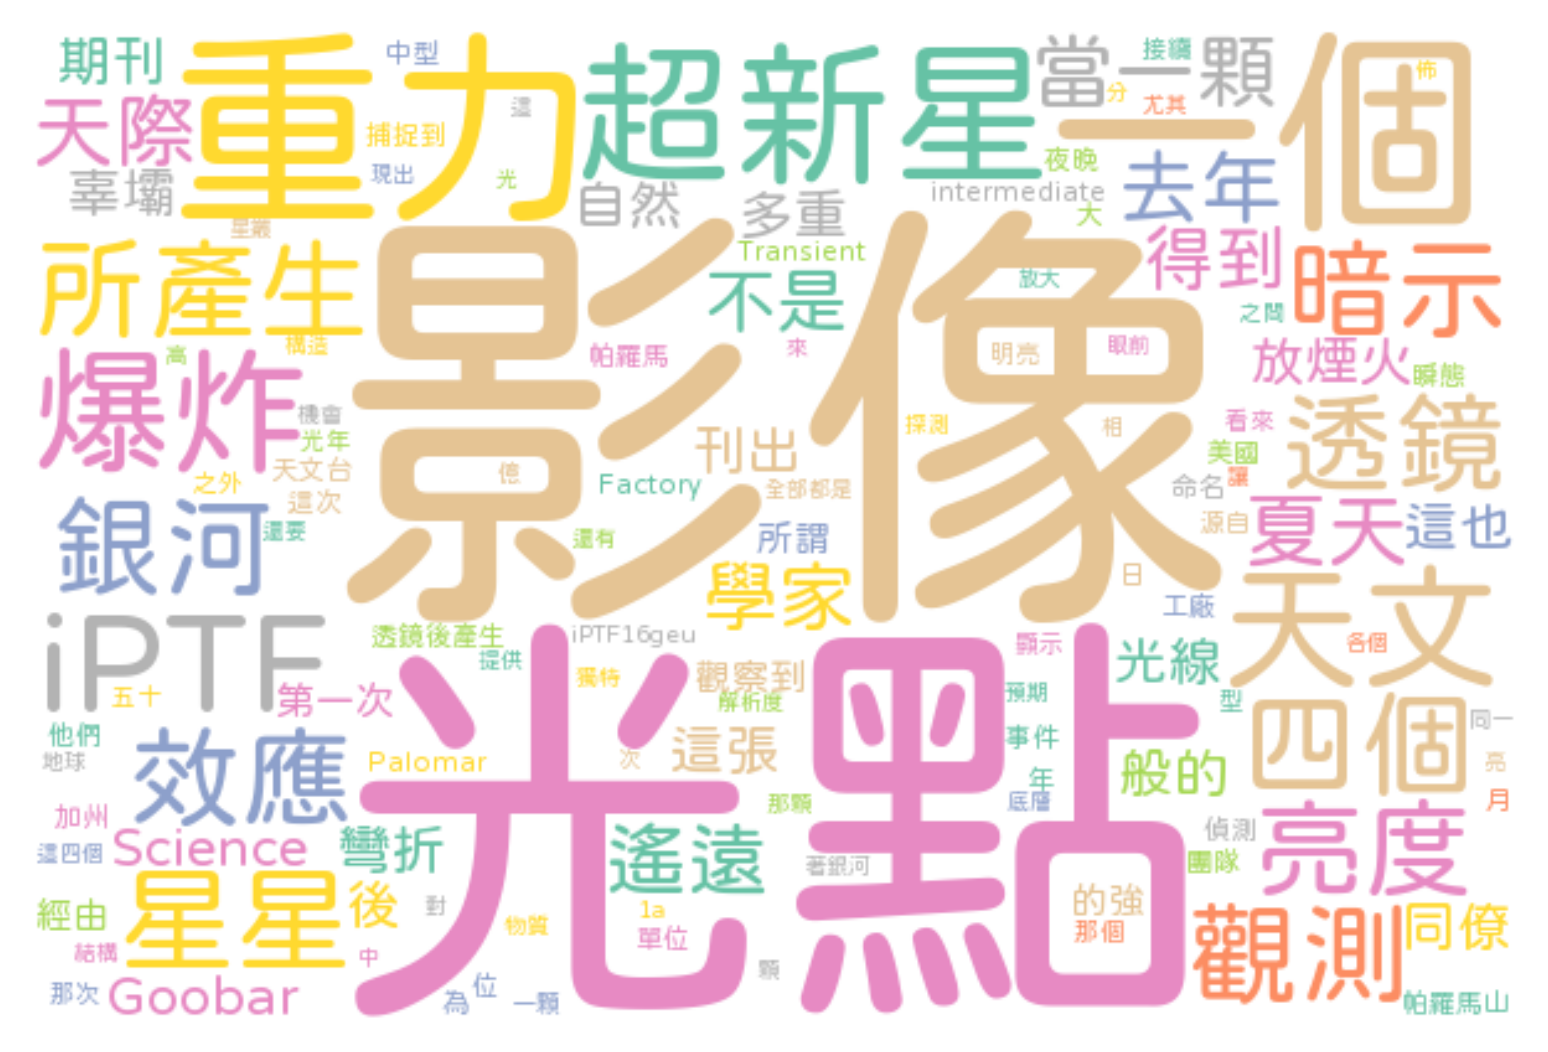 期刊
重力
中型
超新星
當一顆
接續
一個
佈
天際
捕捉到
這
分
尤其
辜壩
現出
光
自然
多重
夜晚
intermediate
大
去年
星叢
所產生
Transient
不是
放大
得到
暗示
之間
影像
高
構造
帕羅馬
來
明亮
眼前
放煙火
瞬態
爆炸
機會
光年
探測
相
看來
透鏡
天文台
刊出
美國
之外
這次
億
Factory
全部都是
命名
讓
銀河
還要
還有
所謂
源自
夏天
這也
學家
日
工廠
天文
iPTF
透鏡後產生
iPTF16geu
顯示
各個
提供
光線
五十
第一次
光點
獨特
觀察到
解析度
預期
型
四個
同一
他們
地球
效應
Palomar
次
這張
事件
年
底層
般的
亮
月
加州
那顆
這四個
Science
彎折
遙遠
著銀河
偵測
團隊
亮度
經由
星星
後
對
物質
1a
單位
的強
那個
觀測
同僚
結構
中
顆
那次
Goobar
為
位
一顆
帕羅馬山